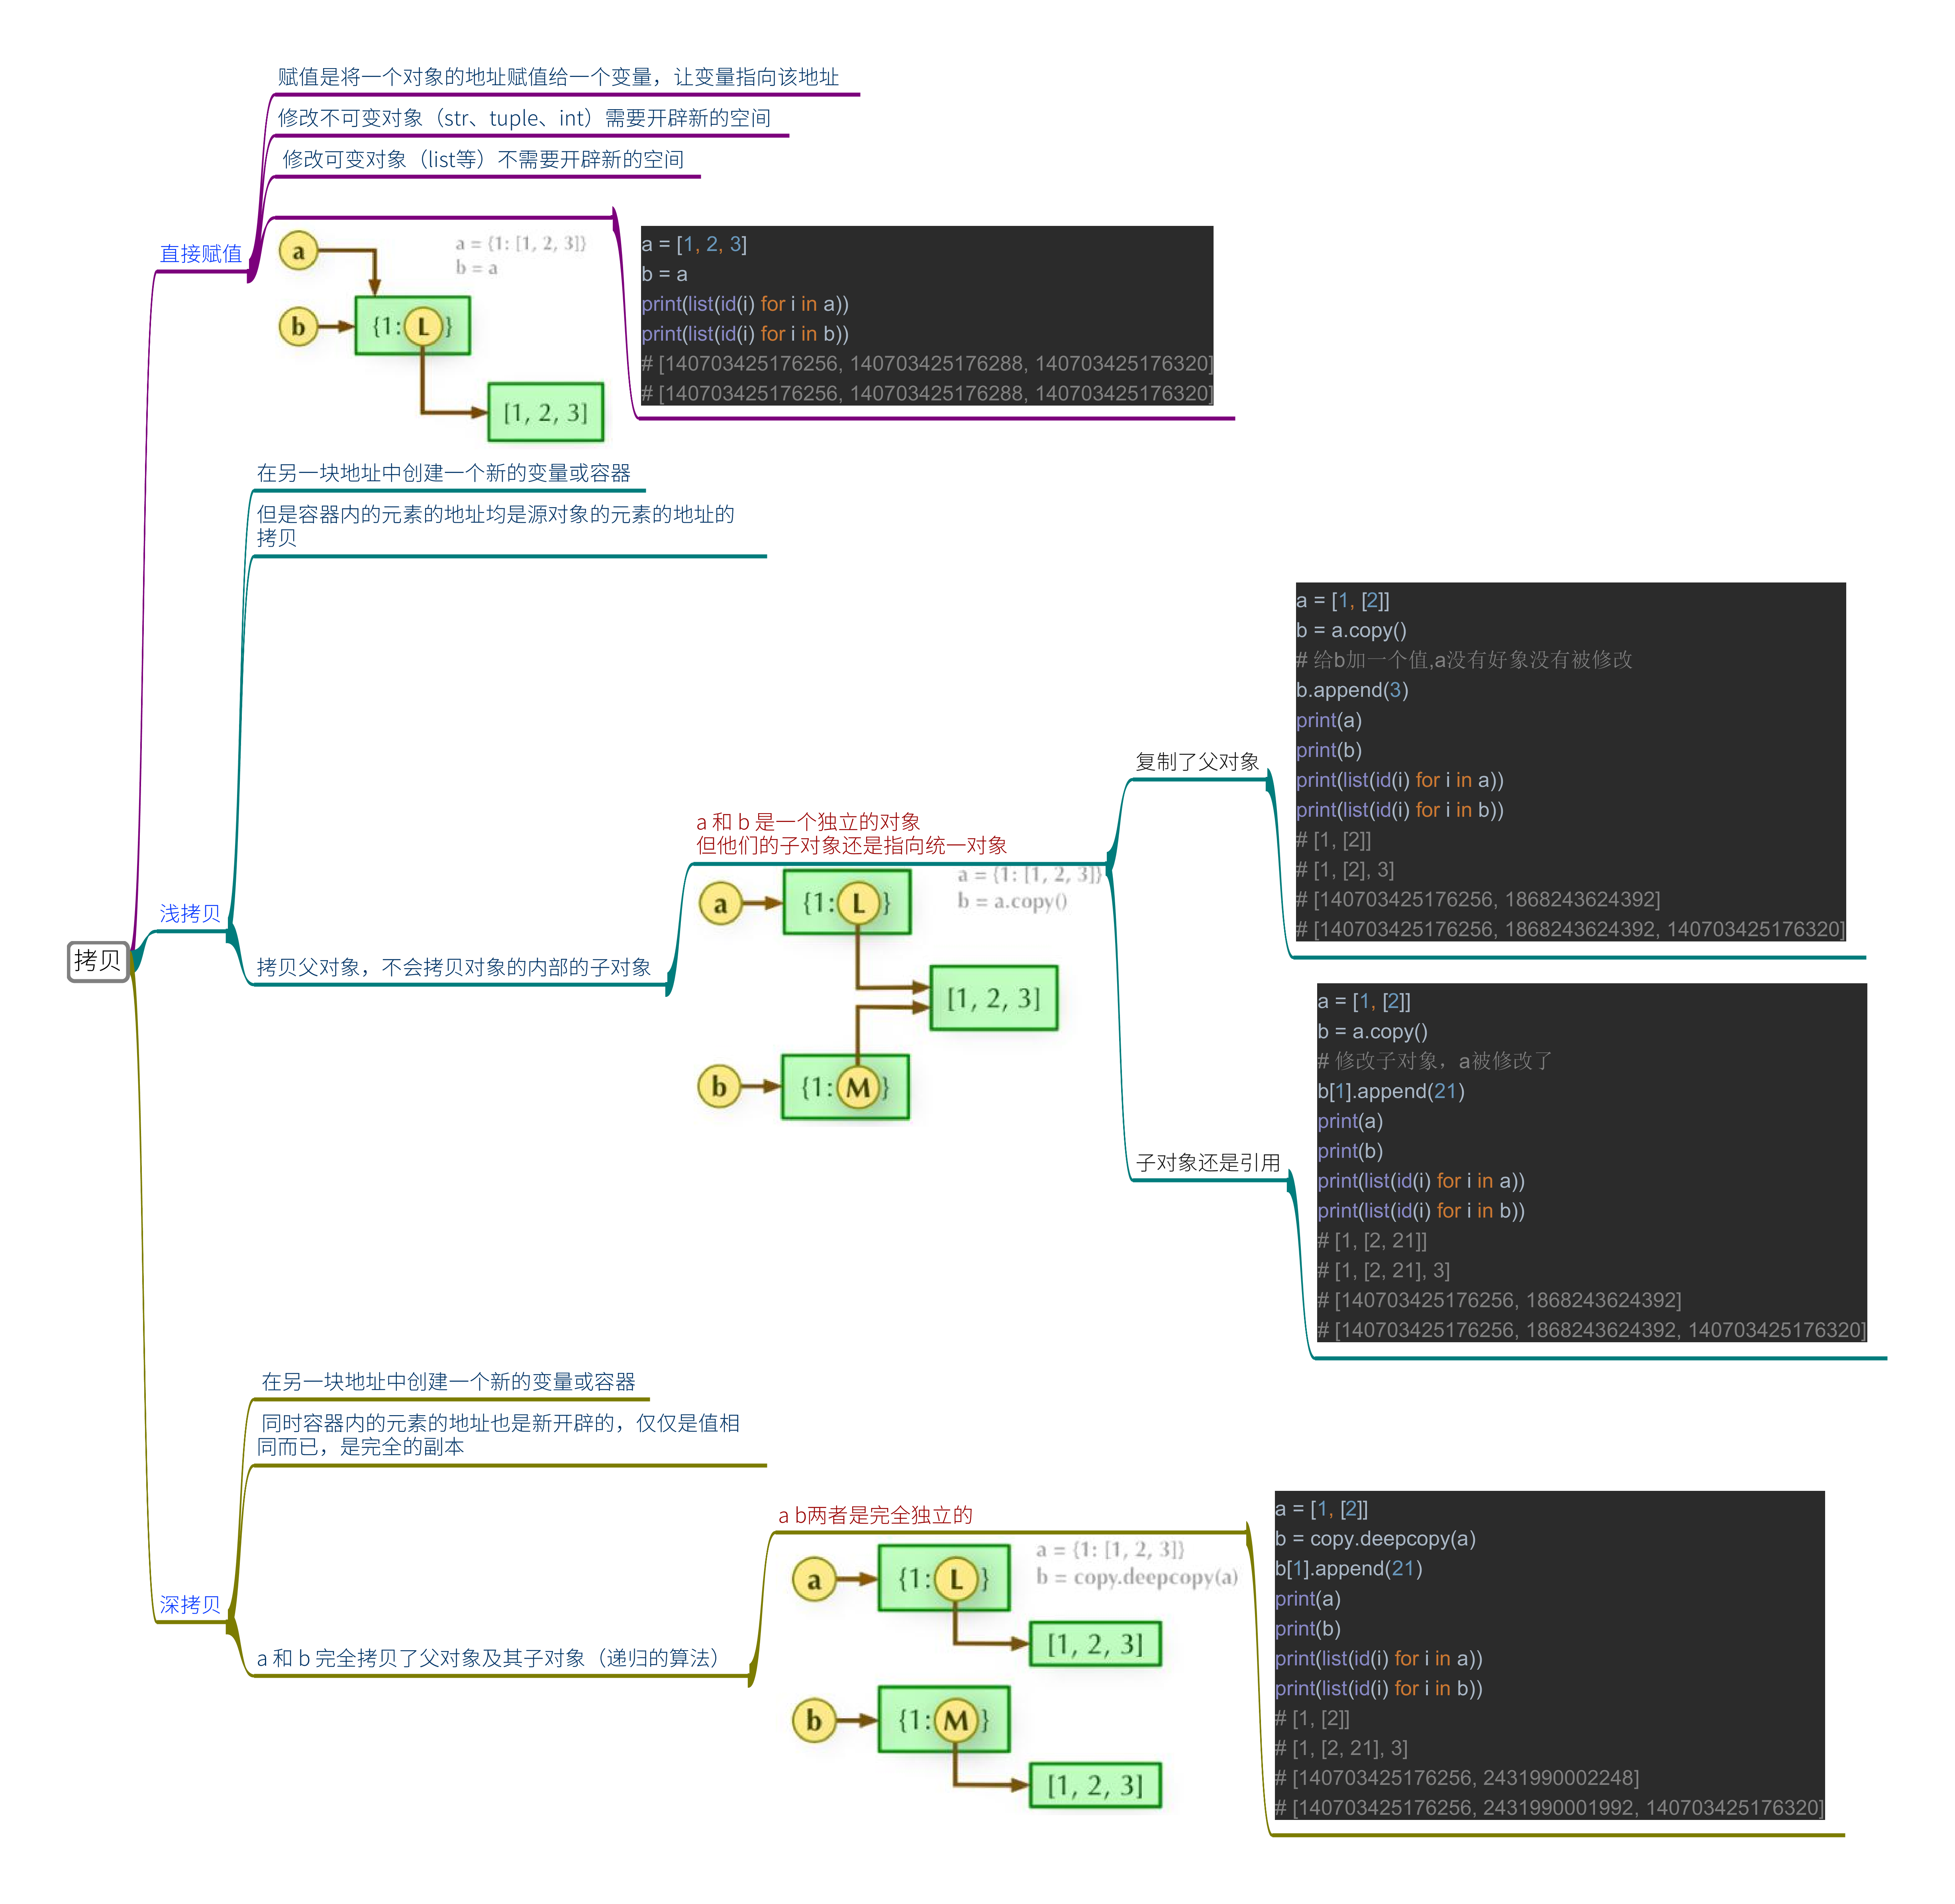 拷贝
直接赋值
赋值是将一个对象的地址赋值给一个变量，让变量指向该地址
修改不可变对象（str、tuple、int）需要开辟新的空间
修改可变对象（list等）不需要开辟新的空间
a = {1: [1, 2, 3]}
b = a
a
b
{1: L }
[1, 2, 3]
a = [1, 2, 3]
b = a
print(list(id(i) for i in a))
print(list(id(i) for i in b))
# [140703425176256, 140703425176288, 140703425176320]
# [140703425176256, 140703425176288, 140703425176320]
浅拷贝
在另一块地址中创建一个新的变量或容器
但是容器内的元素的地址均是源对象的元素的地址的
拷贝
拷贝父对象，不会拷贝对象的内部的子对象
a 和 b 是一个独立的对象
但他们的子对象还是指向统一对象
a = {1: [1, 2, 3]}
b = a.copy()
a
{1: L }
[1, 2, 3]
b
{1: M }
复制了父对象
a = [1, [2]]
b = a.copy()
# 给b加一个值,a没有好象没有被修改
b.append(3)
print(a)
print(b)
print(list(id(i) for i in a))
print(list(id(i) for i in b))
# [1, [2]]
# [1, [2], 3]
# [140703425176256, 1868243624392]
# [140703425176256, 1868243624392, 140703425176320]
子对象还是引用
a = [1, [2]]
b = a.copy()
# 修改子对象，a被修改了
b[1].append(21)
print(a)
print(b)
print(list(id(i) for i in a))
print(list(id(i) for i in b))
# [1, [2, 21]]
# [1, [2, 21], 3]
# [140703425176256, 1868243624392]
# [140703425176256, 1868243624392, 140703425176320]
深拷贝
在另一块地址中创建一个新的变量或容器
同时容器内的元素的地址也是新开辟的，仅仅是值相
同而已，是完全的副本
a 和 b 完全拷贝了父对象及其子对象（递归的算法）
a b两者是完全独立的
a = {1: [1, 2, 3]}
b = copy.deepcopy(a)
a
{1: L }
[1, 2, 3]
b
{1: M }
[1, 2, 3]
a = [1, [2]]
b = copy.deepcopy(a)
b[1].append(21)
print(a)
print(b)
print(list(id(i) for i in a))
print(list(id(i) for i in b))
# [1, [2]]
# [1, [2, 21], 3]
# [140703425176256, 2431990002248]
# [140703425176256, 2431990001992, 140703425176320]